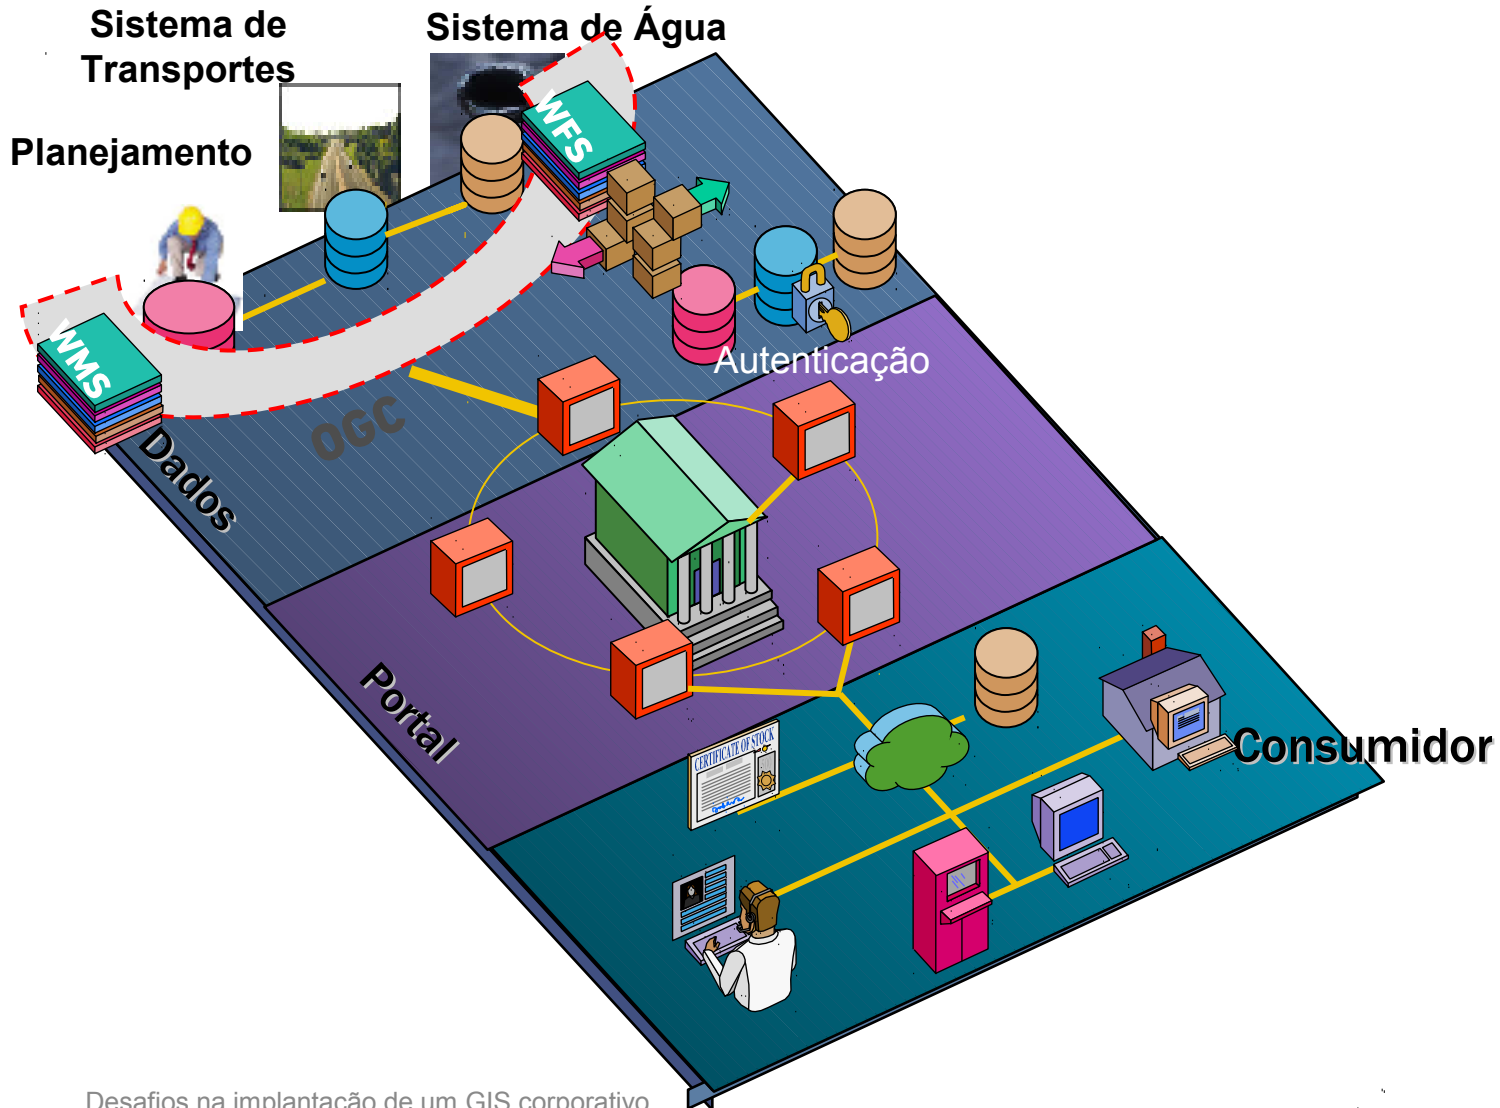 Sistema de
Transportes
Sistema de Água
Planejamento
WFS
WMS
Autenticação
OGC
Dados
Portal
CERTIFICATE OF STOCK
Consumidor
Desafios na implantação de um GIS corporativo